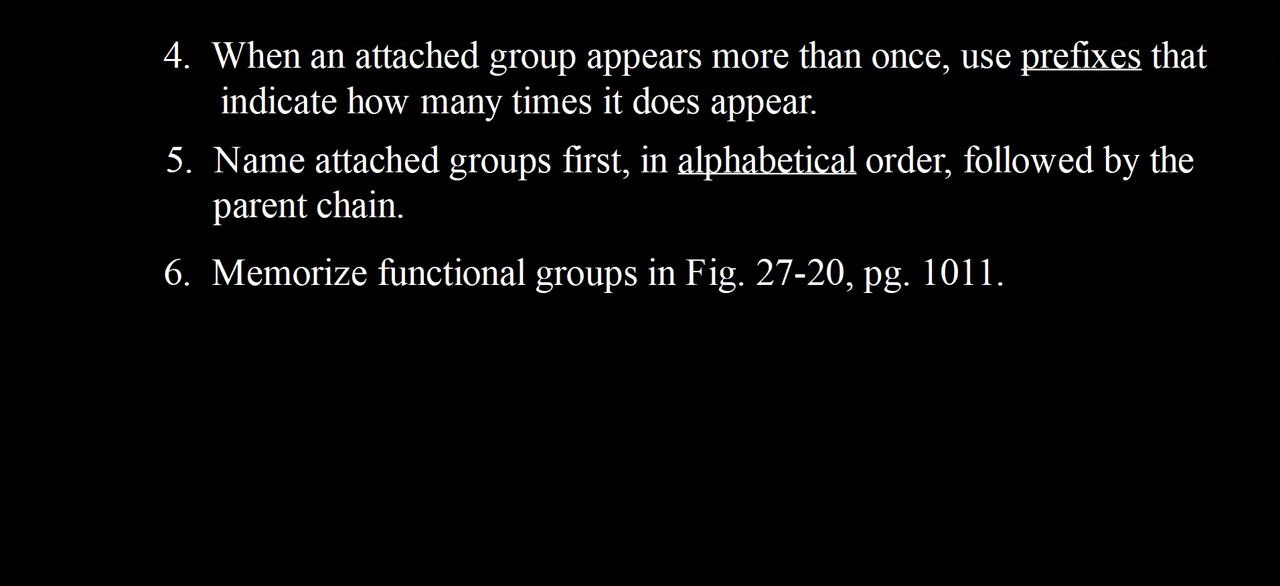 4. When an attached group appears more than once, use prefixes that
indicate how many times it does appear.
5. Name attached groups first, in alphabetical order, followed by the
parent chain.
6. Memorize functional groups in Fig. 27-20, pg. 1011.